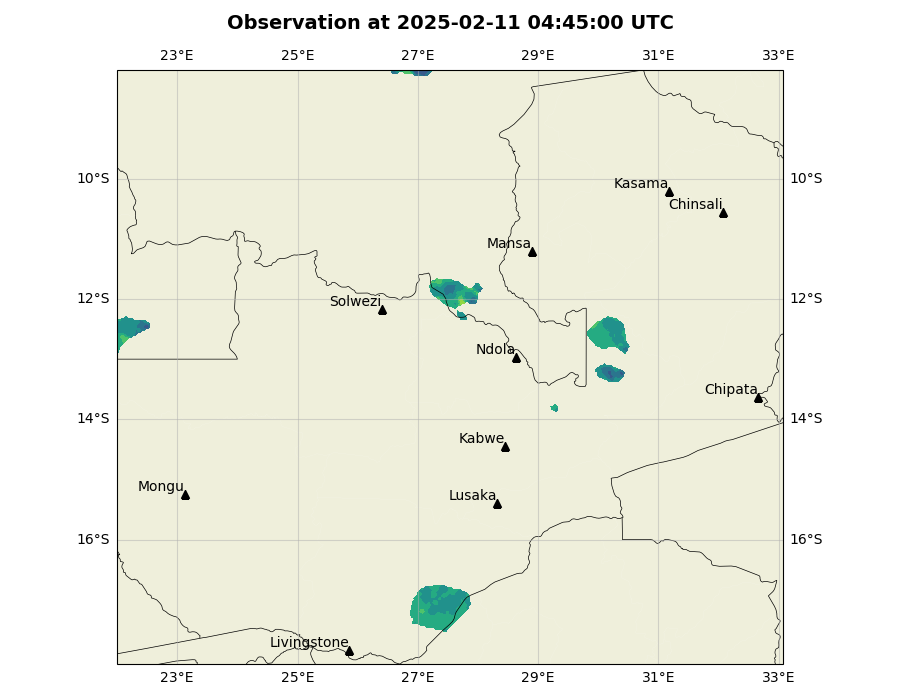 Observation at 2025-02-11 04:45:00 UTC
23°E 25°E 27°E 29°E 31°E 33°E
10°S 10°S
Kasama
Chinsali
Mansa
12°S 12°S
Solwezi
Ndola
Chipata
14°S 14°S
Kabwe
Mongu
Lusaka
16°S 16°S
Livingstone
23°E 25°E 27°E 29°E 31°E 33°E